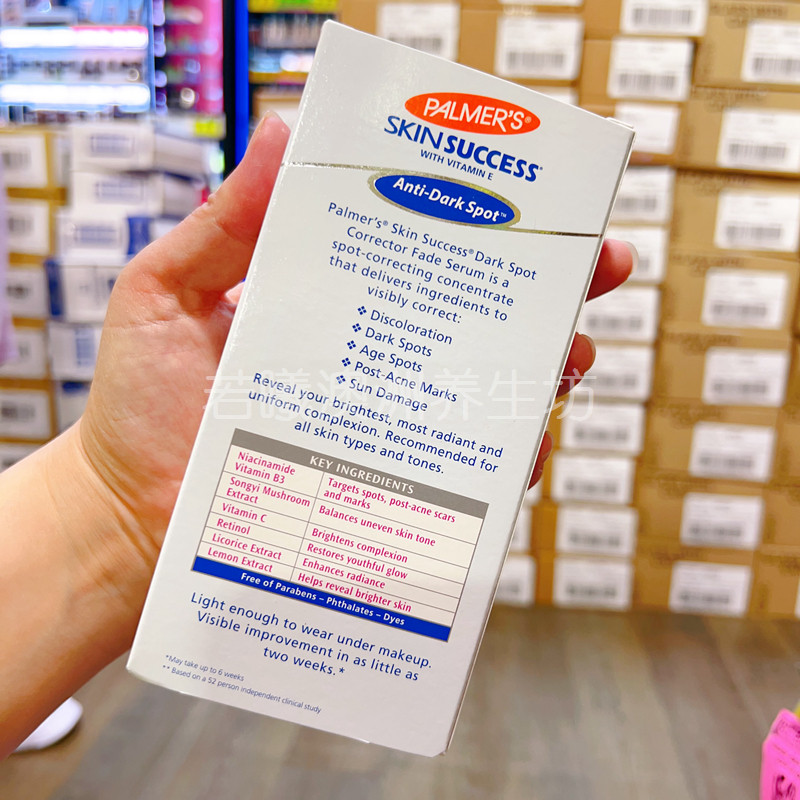 PALMER'S®
SKIN SUCCESS®
WITH VITAMIN E
Anti-Dark Spot™
Palmer's® Skin Success® Dark Spot
Corrector Fade Serum is a
spot-correcting concentrate
that delivers ingredients to
visibly correct:
❖ Discoloration
❖ Dark Spots
❖ Age Spots
❖ Post-Acne Marks
❖ Sun Damage
Reveal your brightest, most radiant and
uniform complexion. Recommended for
all skin types and tones.
KEY INGREDIENTS
Niacinamide
Vitamin B3
Targets spots, post-acne scars
and marks
Songyi Mushroom
Extract
Balances uneven skin tone
Vitamin C
Brightens complexion
Retinol
Restores youthful glow
Licorice Extract
Enhances radiance
Lemon Extract
Helps reveal brighter skin
Free of Parabens – Phthalates – Dyes
Light enough to wear under makeup.
Visible improvement in as little as
two weeks.*
*May take up to 6 weeks
** Based on a 52 person independent clinical study